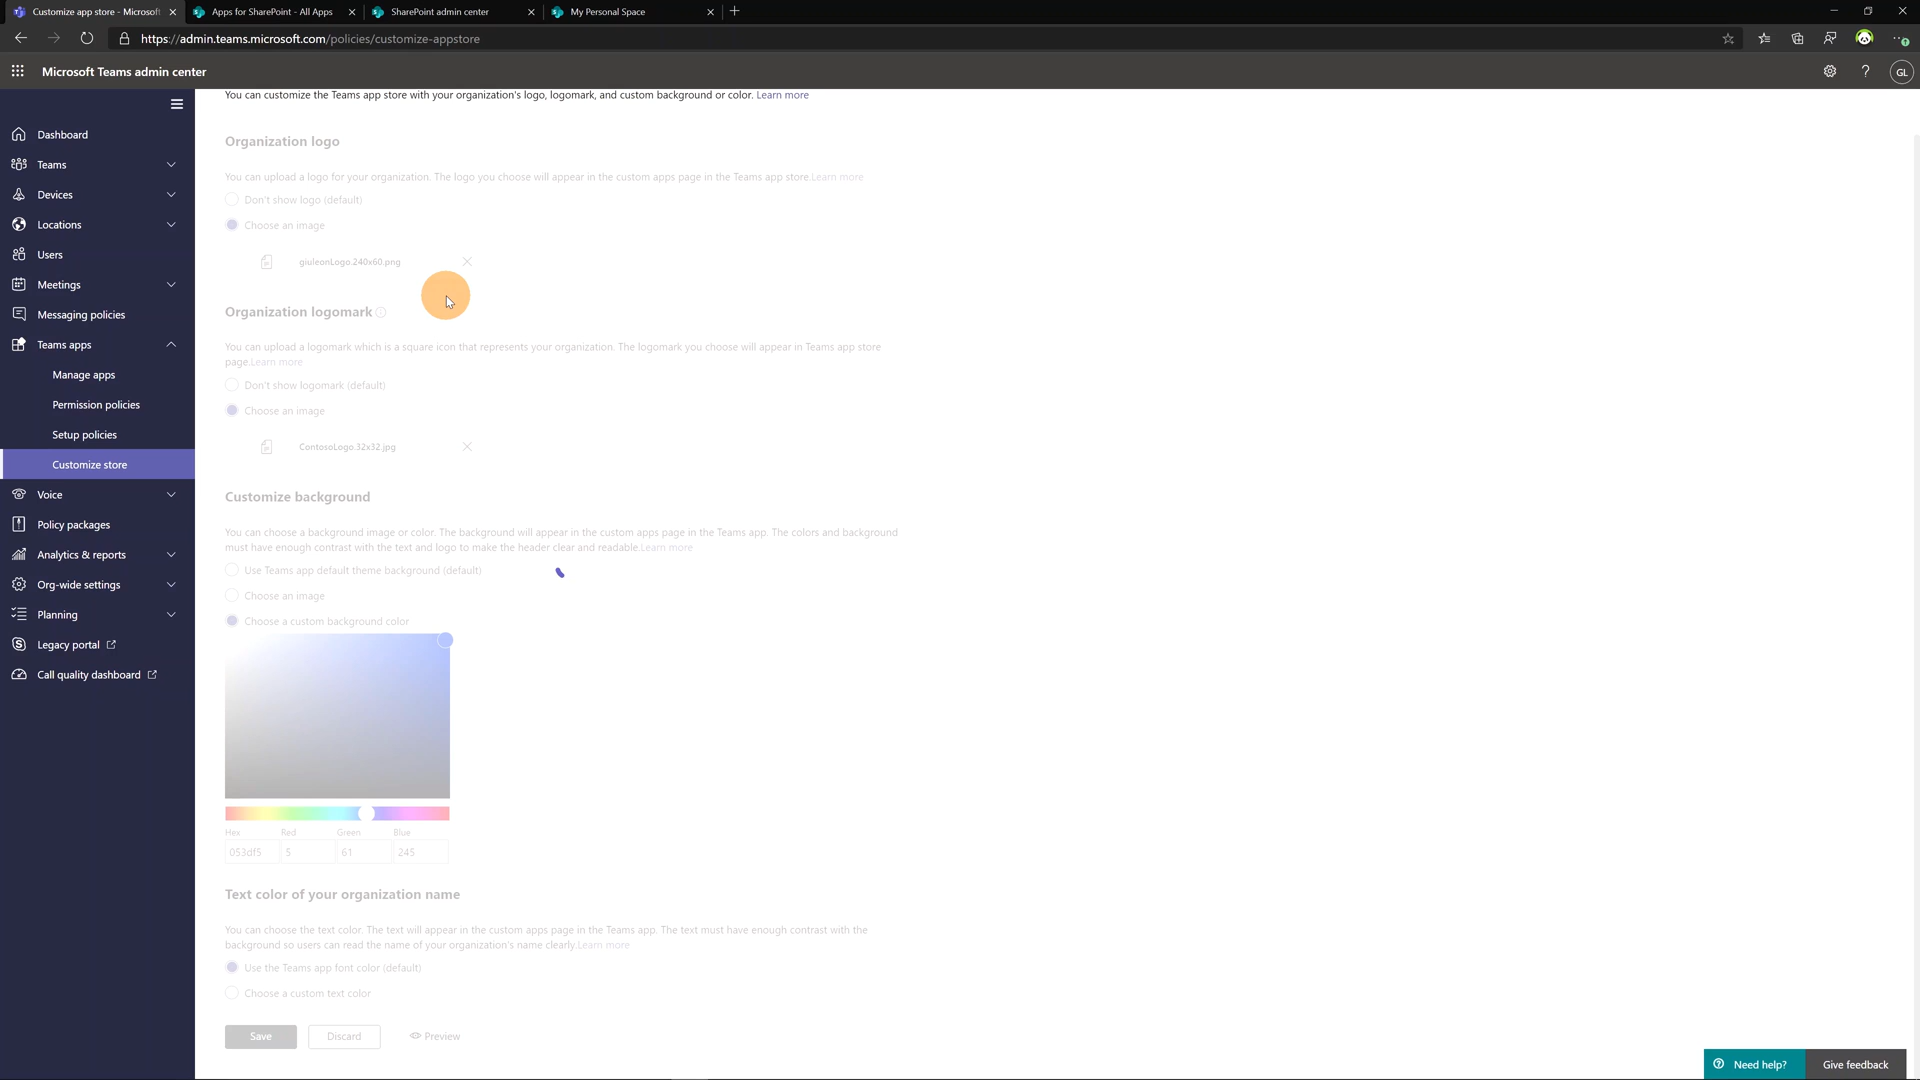 Customize app store - Microsoft
Apps for SharePoint - All Apps
SharePoint admin center
My Personal Space
https://admin.teams.microsoft.com/policies/customize-appstore
Microsoft Teams admin center
GL
Dashboard
Teams
Devices
Locations
Users
Meetings
Messaging policies
Teams apps
Manage apps
Permission policies
Setup policies
Customize store
Voice
Policy packages
Analytics & reports
Org-wide settings
Planning
Legacy portal
Call quality dashboard
You can customize the Teams app store with your organization's logo, logomark, and custom background or color. Learn more
Organization logo
You can upload a logo for your organization. The logo you choose will appear in the custom apps page in the Teams app store.Learn more
Don't show logo (default)
Choose an image
giuleonLogo.240x60.png
Organization logomark
You can upload a logomark which is a square icon that represents your organization. The logomark you choose will appear in Teams app store
page.Learn more
Don't show logomark (default)
Choose an image
ContosoLogo.32x32.jpg
Customize background
You can choose a background image or color. The background will appear in the custom apps page in the Teams app. The colors and background
must have enough contrast with the text and logo to make the header clear and readable.Learn more
Use Teams app default theme background (default)
Choose an image
Choose a custom background color
Hex Red Green Blue
053df5 5 61 245
Text color of your organization name
You can choose the text color. The text will appear in the custom apps page in the Teams app. The text must have enough contrast with the
background so users can read the name of your organization's name clearly.Learn more
Use the Teams app font color (default)
Choose a custom text color
Save Discard Preview
Need help? Give feedback